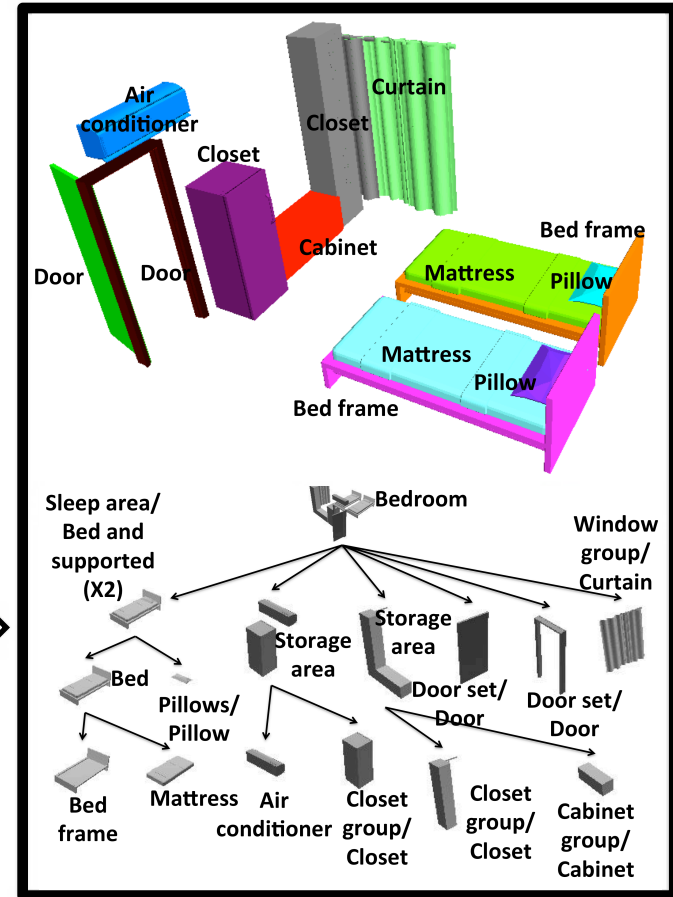 Air
conditioner
Curtain
Closet
Closet
Cabinet
Door
Door
Bed frame
Mattress
Pillow
Mattress
Pillow
Bed frame
Bedroom
Sleep area/
Bed and
supported
(X2)
Window
group/
Curtain
Storage
area
Storage
area
Bed
Pillows/
Pillow
Door set/
Door
Door set/
Door
Bed
frame
Mattress
Air
conditioner
Closet
group/
Closet
Closet
group/
Closet
Cabinet
group/
Cabinet